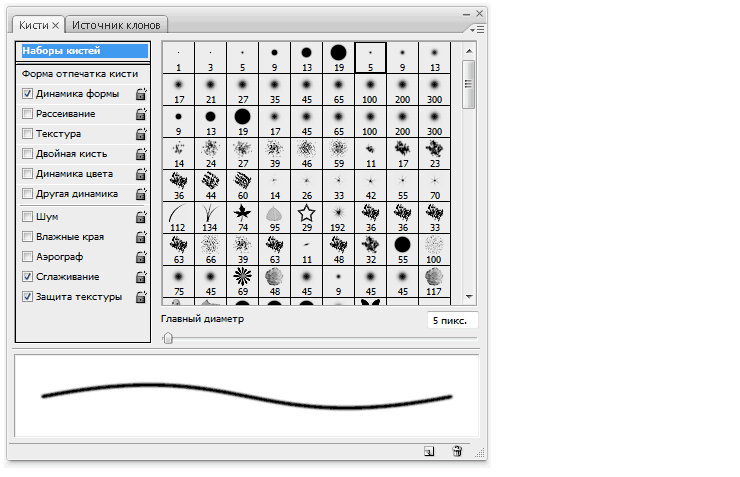 Кисти × Источник клонов
Наборы кистей
Форма отпечатка кисти
Динамика формы
Рассеивание
Текстура
Двойная кисть
Динамика цвета
Другая динамика
Шум
Влажные края
Аэрограф
Сглаживание
Защита текстуры
1 3 5 9 13 19 5 9 13
17 21 27 35 45 65 100 200 300
9 13 19 17 45 65 100 200 300
14 24 27 39 46 59 11 17 23
36 44 60 14 26 33 42 55 70
112 134 74 95 29 192 36 36 33
63 66 39 63 11 48 32 55 100
75 45 69 48 45 9 45 45 117
Главный диаметр
5 пикс.